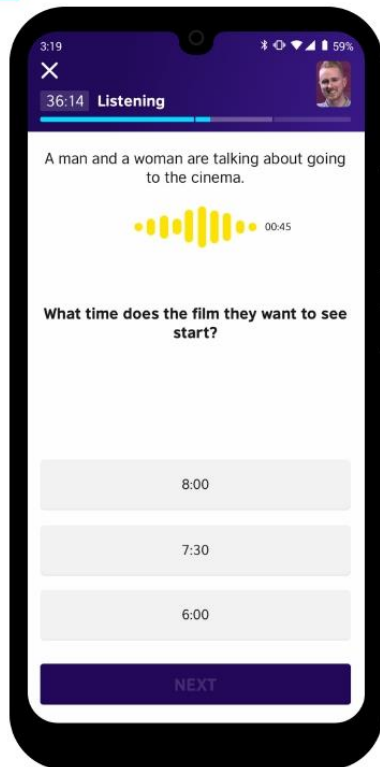 3:19
59%
36:14 Listening
A man and a woman are talking about going
to the cinema.
00:45
What time does the film they want to see
start?
8:00
7:30
6:00
NEXT